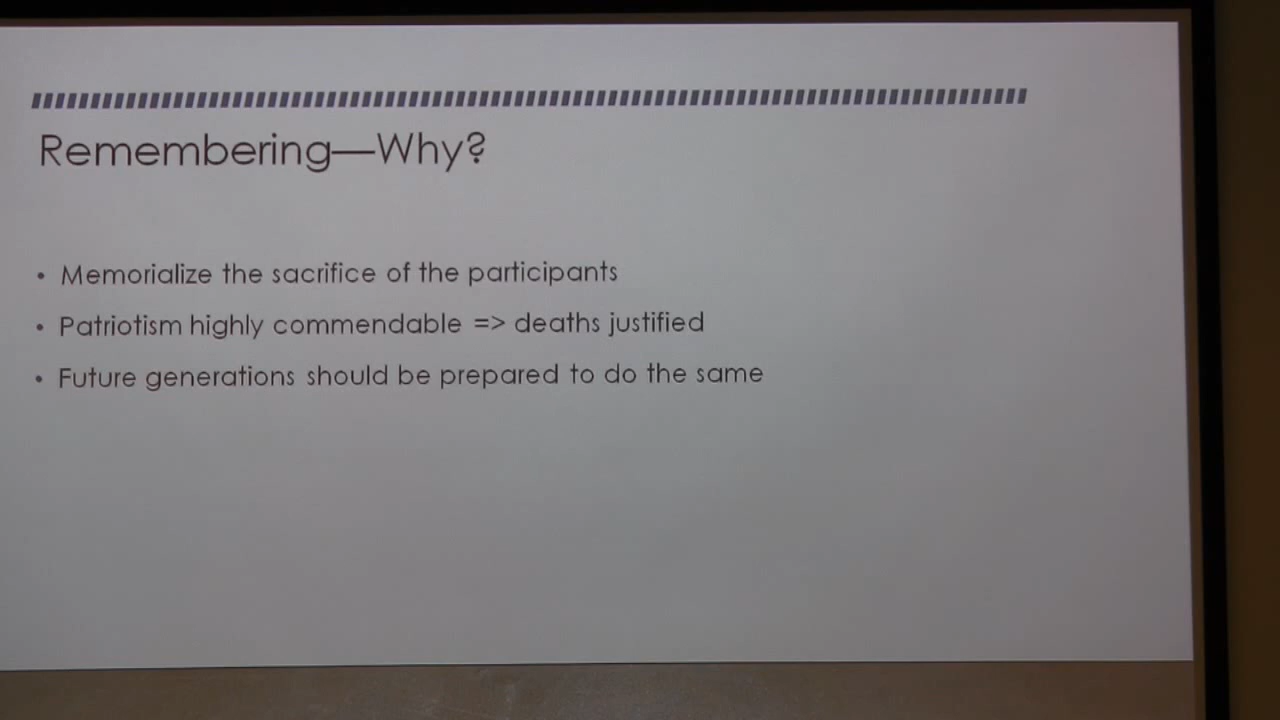 Remembering—Why?
• Memorialize the sacrifice of the participants
• Patriotism highly commendable => deaths justified
• Future generations should be prepared to do the same